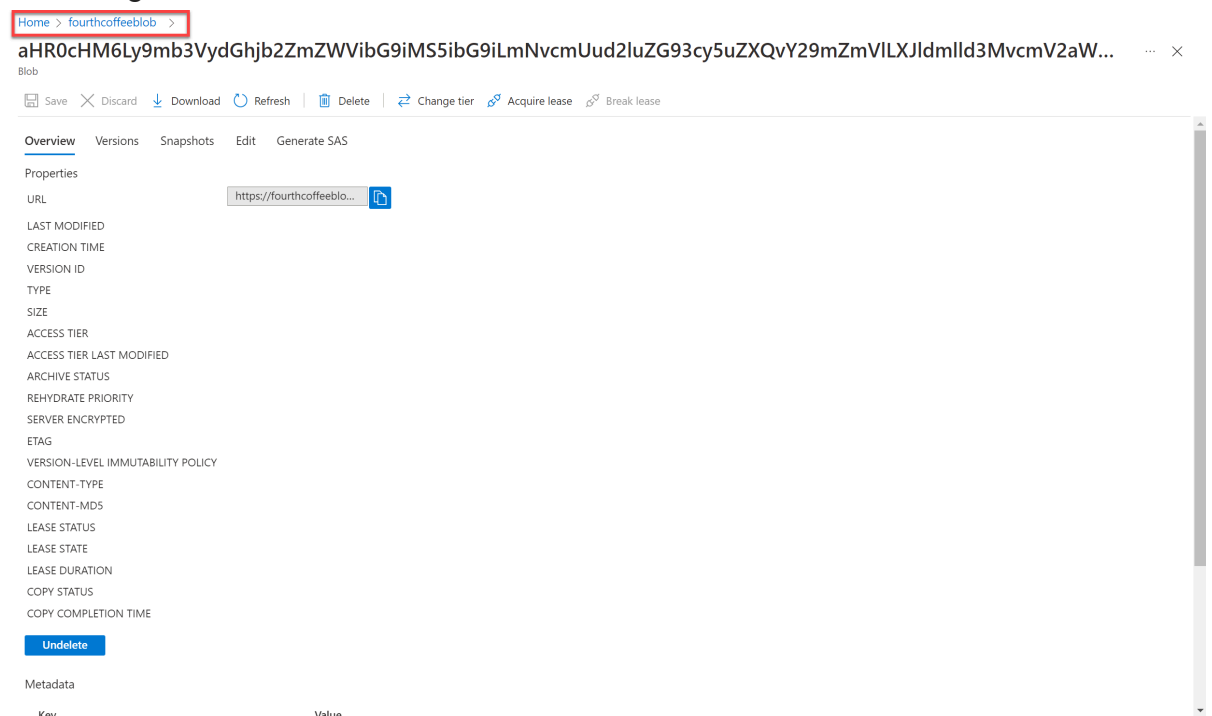 Home > fourthcoffeeblob >
aHR0cHM6Ly9mb3VydGhjb2ZmZWVibG9iMS5ibG9iLmNvcmUud2luZG93cy5uZXQvY29mZmVlLXJldmlld3MvcmV2aW... ... ×
Blob
Save Discard Download Refresh Delete Change tier Acquire lease Break lease
Overview Versions Snapshots Edit Generate SAS
Properties
URL https://fourthcoffeeblo...
LAST MODIFIED
CREATION TIME
VERSION ID
TYPE
SIZE
ACCESS TIER
ACCESS TIER LAST MODIFIED
ARCHIVE STATUS
REHYDRATE PRIORITY
SERVER ENCRYPTED
ETAG
VERSION-LEVEL IMMUTABILITY POLICY
CONTENT-TYPE
CONTENT-MD5
LEASE STATUS
LEASE STATE
LEASE DURATION
COPY STATUS
COPY COMPLETION TIME
Undelete
Metadata
Key Value